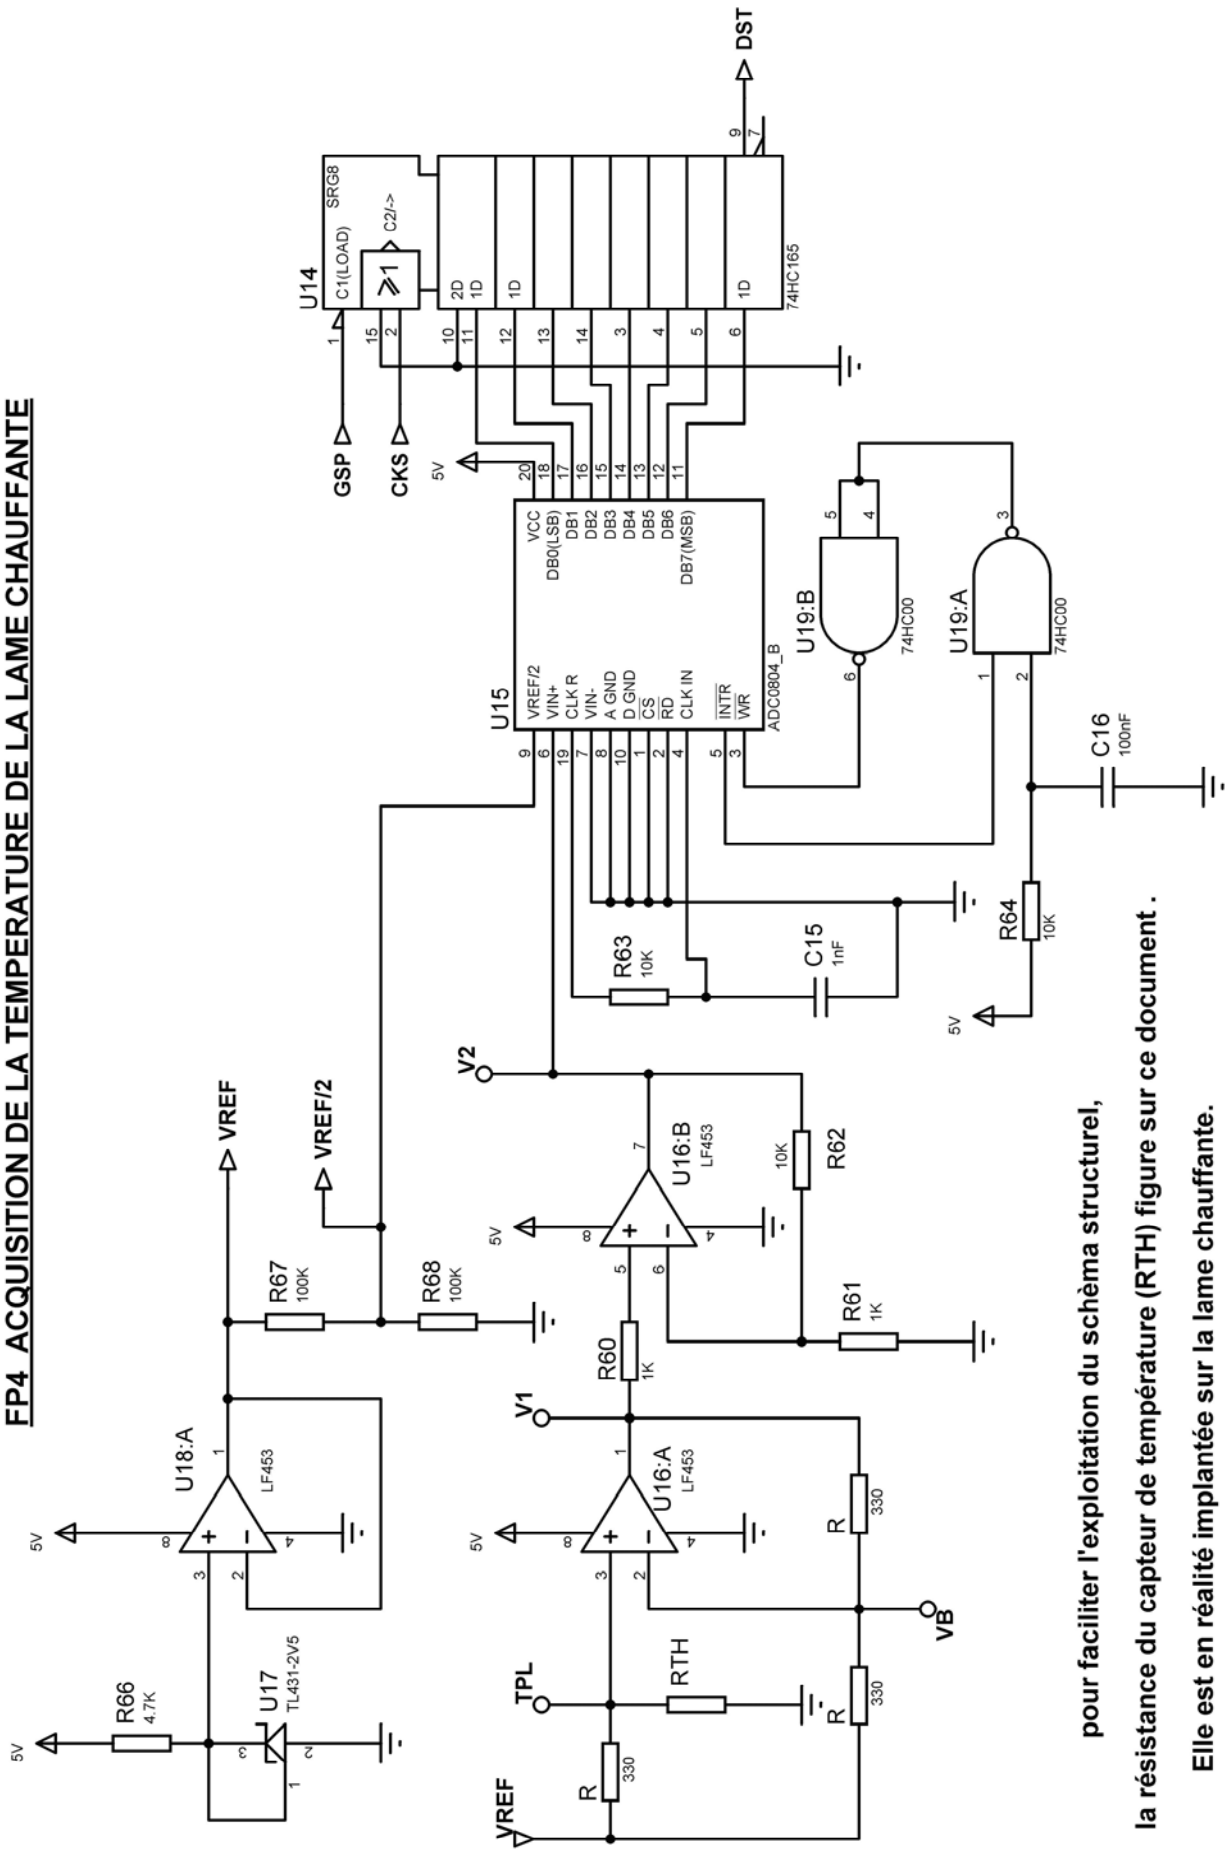 FP4 ACQUISITION DE LA TEMPERATURE DE LA LAME CHAUFFANTE
5V
R66
4.7K
U17
TL431-2V5
3
2
1
5V
U18:A
LF453
3
2
8
4
1
VREF
R67
100K
VREF/2
R68
100K
VREF
R
330
TPL
RTH
R
330
VB
R
330
5V
U16:A
LF453
3
2
8
4
1
V1
R60
1K
5V
U16:B
LF453
5
6
8
4
7
R61
1K
10K
R62
V2
R63
10K
C15
1nF
5V
R64
10K
C16
100nF
U15
9 VREF/2
6 VIN+
19 CLK R
7 VIN-
8 A GND
10 D GND
1 CS
2 RD
4 CLK IN
5 INTR
3 WR
VCC 20
DB0(LSB) 18
DB1 17
DB2 16
DB3 15
DB4 14
DB5 13
DB6 12
DB7(MSB) 11
ADC0804_B
5V
U19:B
74HC00
5
4
6
U19:A
74HC00
1
2
3
GSP
CKS
U14
SRG8
1 C1(LOAD)
15
2
≥1 C2/->
10 2D
11 1D
12 1D
13
14
3
4
5
6 1D
74HC165
9
7
DST
pour faciliter l'exploitation du schèma structurel,
la résistance du capteur de température (RTH) figure sur ce document .
Elle est en réalité implantée sur la lame chauffante.